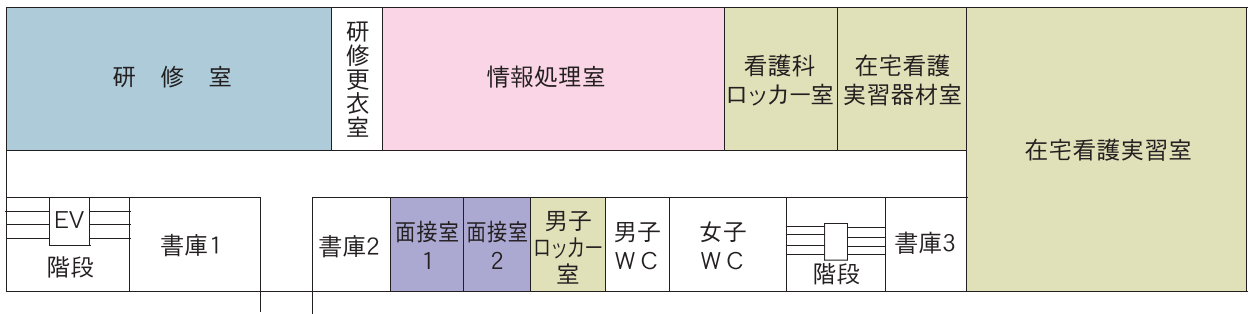 研修室
研修更衣室
情報処理室
看護科
ロッカー室
在宅看護
実習器材室
在宅看護実習室
EV
階段
書庫1
書庫2
面接室
1
面接室
2
男子
ロッカー
室
男子
WC
女子
WC
階段
書庫3